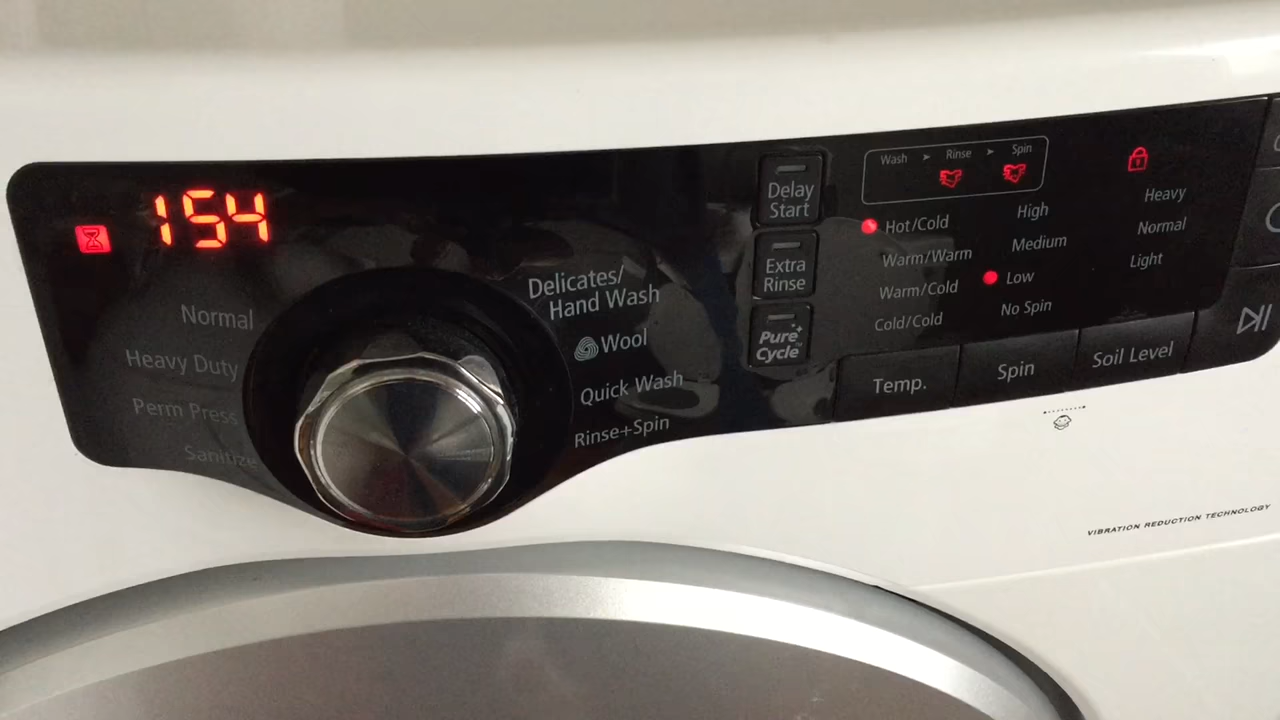 154
Normal
Heavy Duty
Perm Press
Sanitize
Delicates/
Hand Wash
Wool
Quick Wash
Rinse+Spin
Delay
Start
Extra
Rinse
Pure
Cycle
Wash ➤ Rinse ➤ Spin
Hot/Cold
Warm/Warm
Warm/Cold
Cold/Cold
High
Medium
Low
No Spin
Heavy
Normal
Light
Temp.
Spin
Soil Level
VIBRATION REDUCTION TECHNOLOGY